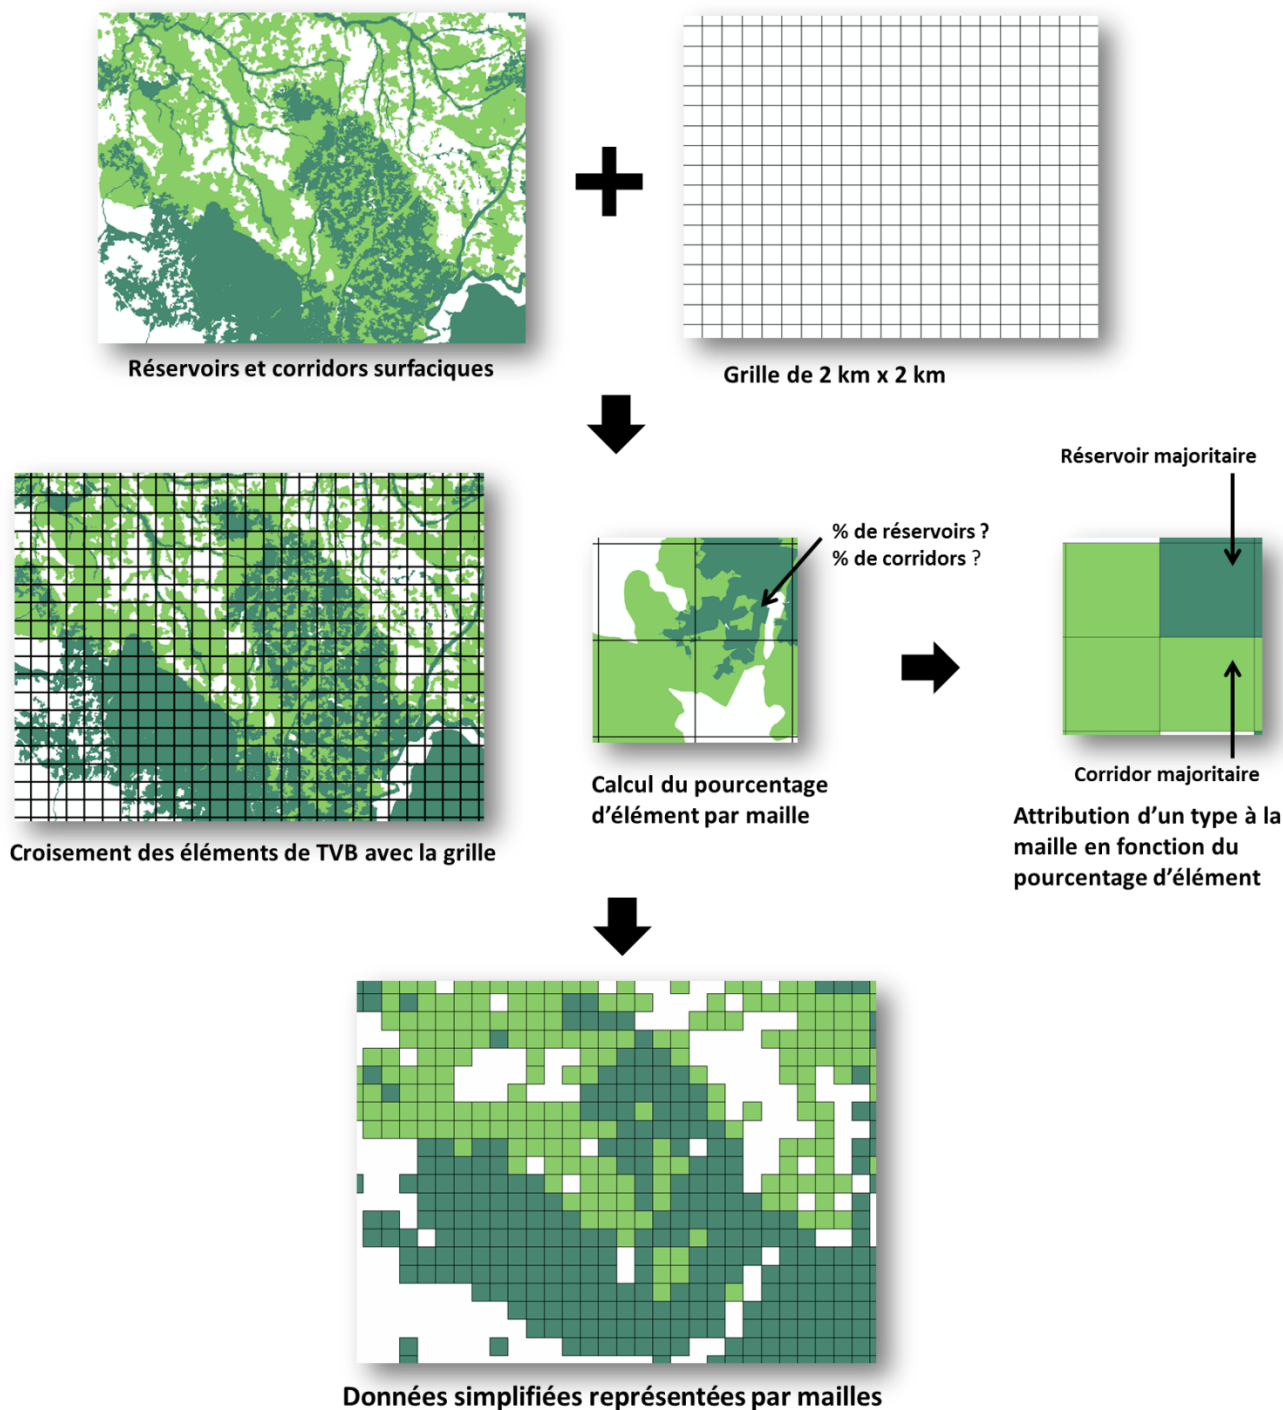 Réservoirs et corridors surfaciques
Grille de 2 km x 2 km
Réservoir majoritaire
% de réservoirs ?
% de corridors ?
Corridor majoritaire
Calcul du pourcentage
d’élément par maille
Attribution d’un type à la
maille en fonction du
pourcentage d’élément
Croisement des éléments de TVB avec la grille
Données simplifiées représentées par mailles